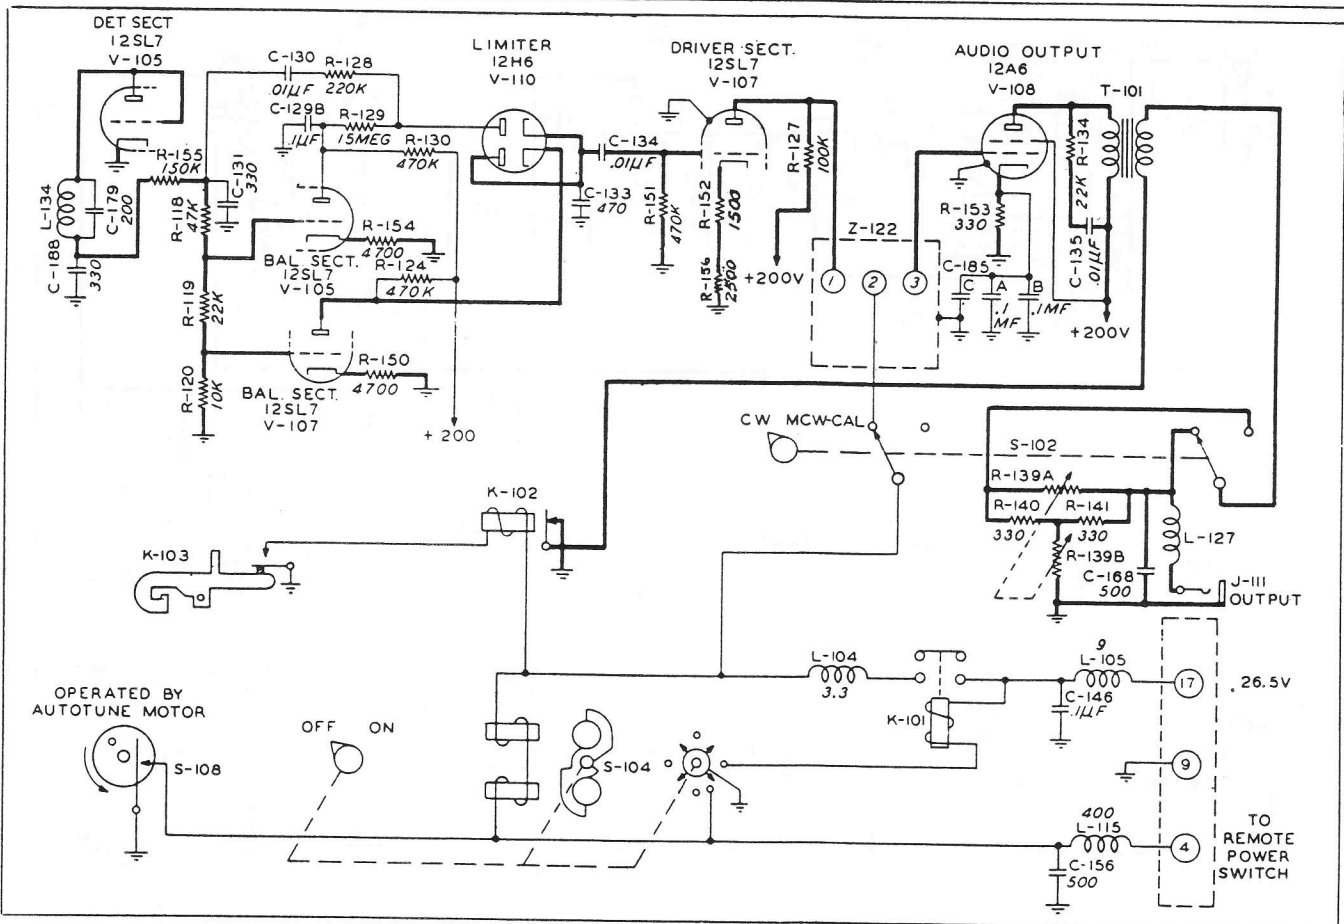 DET SECT
12SL7
V-105
C-130
.01µF
R-128
220K
C-129B
.1µF
R-129
15MEG
R-130
470K
LIMITER
12H6
V-110
DRIVER SECT.
12SL7
V-107
AUDIO OUTPUT
12A6
V-108
T-101
R-155
150K
C-131
330
L-134
C-179
200
R-118
47K
C-188
330
R-154
4700
BAL SECT.
12SL7
V-105
R-124
470K
R-119
22K
R-120
10K
R-150
4700
BAL. SECT.
12SL7
V-107
+ 200
C-134
.01µF
C-133
470
R-151
470K
R-152
1500
R-156
2500
R-127
100K
+200V
Z-122
1
2
3
R-153
330
C-185
C
A
.1
MF
B
.1MF
R-134
22K
C-135
.01µF
+200V
CW MCW-CAL
S-102
R-139A
R-140
330
R-141
330
R-139B
C-168
500
L-127
J-111
OUTPUT
K-102
K-103
OPERATED BY
AUTOTUNE MOTOR
S-108
OFF ON
S-104
L-104
3.3
K-101
9
L-105
C-146
.1µF
17
26.5V
9
400
L-115
C-156
500
4
TO
REMOTE
POWER
SWITCH